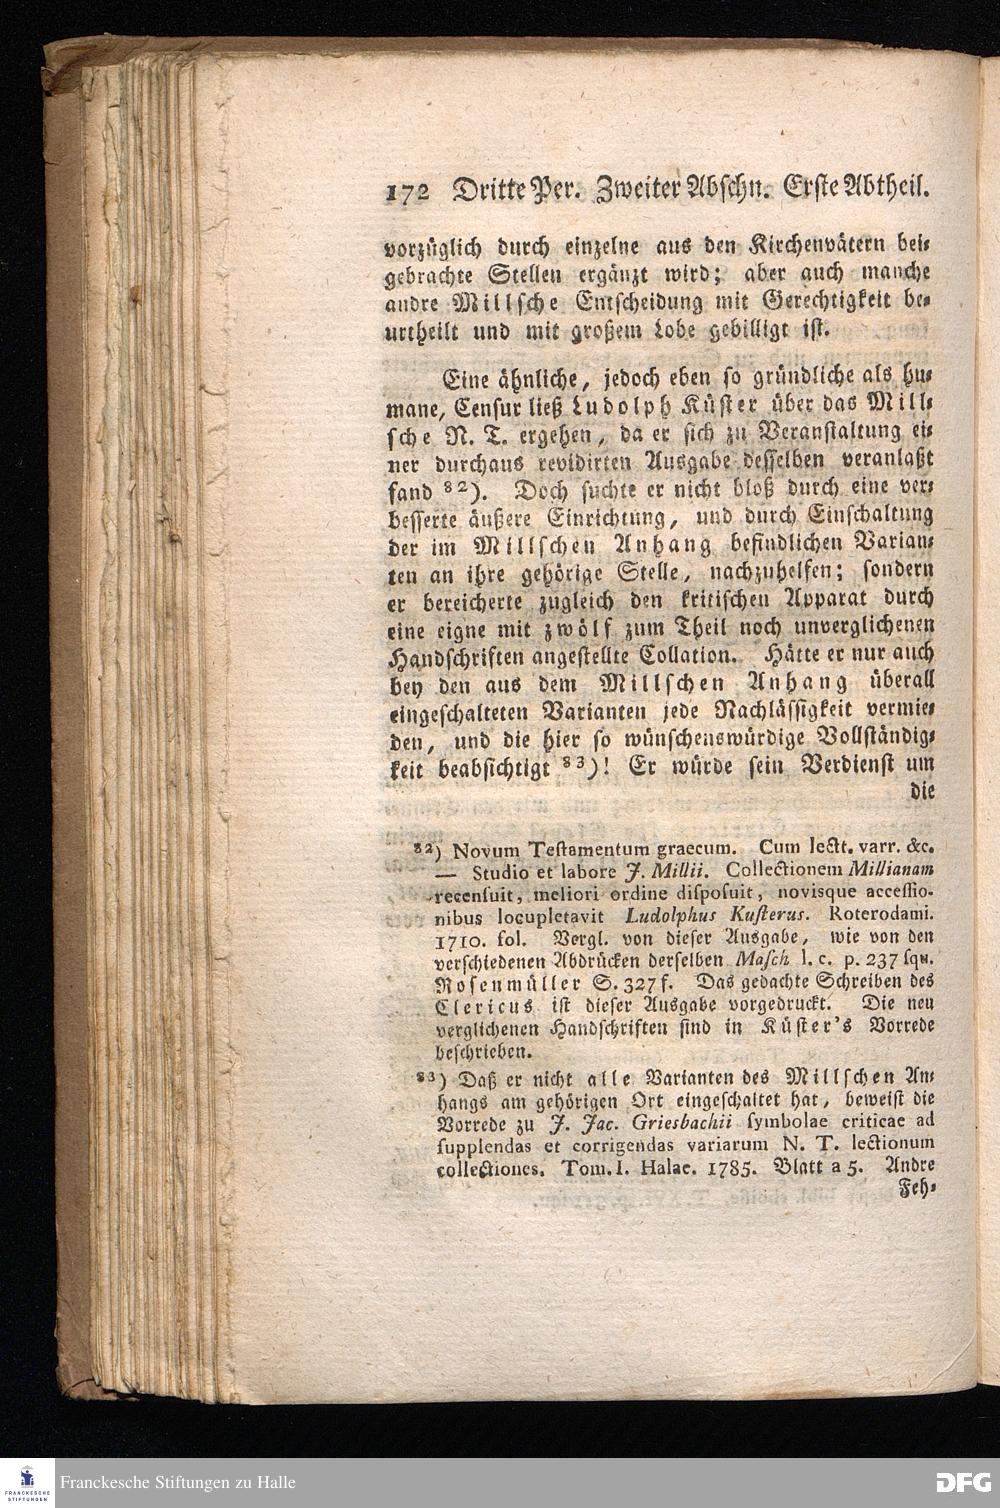 172 Dritte Per. Zweiter Abschn. Erste Abtheil.
vorzüglich durch einzelne aus den Kirchenvätern bei⸗
gebrachte Stellen ergänzt wird; aber auch manche
andre Millsche Entscheidung mit Gerechtigkeit be⸗
urtheilt und mit großem Lobe gebilligt ist.
Eine ähnliche, jedoch eben so gründliche als hu⸗
mane, Censur ließ Ludolph Küster über das Mill⸗
sche N. T. ergehen, da er sich zu Veranstaltung ei⸗
ner durchaus revidirten Ausgabe desselben veranlaßt
fand ⁸²). Doch suchte er nicht bloß durch eine ver⸗
besserte äußere Einrichtung, und durch Einschaltung
der im Millschen Anhang befindlichen Varian⸗
ten an ihre gehörige Stelle, nachzuhelfen; sondern
er bereicherte zugleich den kritischen Apparat durch
eine eigne mit zwölf zum Theil noch unverglichenen
Handschriften angestellte Collation. Hätte er nur auch
bey den aus dem Millschen Anhang überall
eingeschalteten Varianten jede Nachlässigkeit vermie⸗
den, und die hier so wünschenswürdige Vollständig⸗
keit beabsichtigt ⁸³)! Er würde sein Verdienst um
die
⁸²) Novum Teſtamentum graecum. Cum lectt. varr. &c.
— Studio et labore J. Millii. Collectionem Millianam
recenſuit, meliori ordine diſpoſuit, noviſque acceſſio-
nibus locupletavit Ludolphus Kuſterus. Roterodami.
1710. fol. Vergl. von dieser Ausgabe, wie von den
verschiedenen Abdrücken derselben Maſch l. c. p. 237 ſqu.
Rosenmüller S. 327 f. Das gedachte Schreiben des
Clericus ist dieser Ausgabe vorgedruckt. Die neu
verglichenen Handschriften sind in Küster's Vorrede
beschrieben.
⁸³) Daß er nicht alle Varianten des Millschen An⸗
hangs am gehörigen Ort eingeschaltet hat, beweist die
Vorrede zu J. Jac. Griesbachii ſymbolae criticae ad
ſupplendas et corrigendas variarum N. T. lectionum
collectiones. Tom. I. Halae. 1785. Blatt a 5. Andre
Feh⸗
FRANCKESCHE
STIFTUNGEN
Franckesche Stiftungen zu Halle
DFG